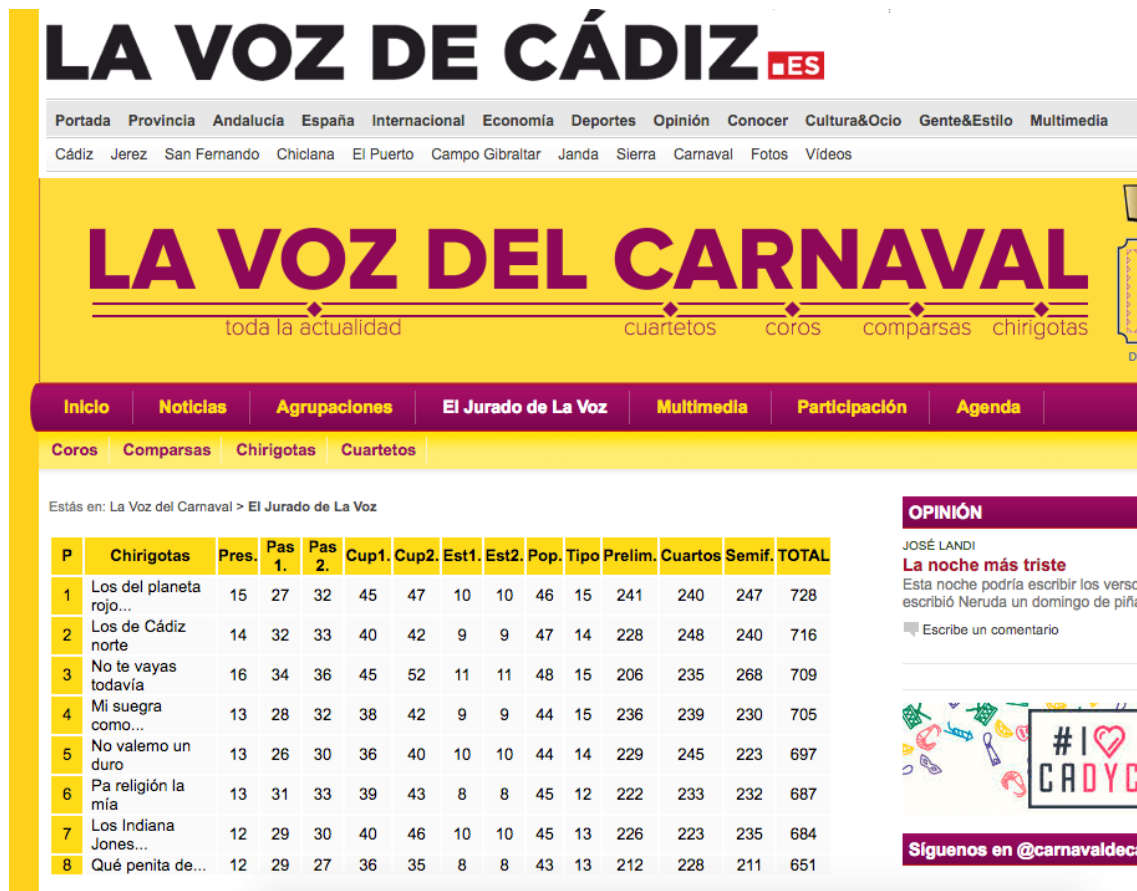 LA VOZ DE CÁDIZ.ES
Portada Provincia Andalucía España Internacional Economía Deportes Opinión Conocer Cultura&Ocio Gente&Estilo Multimedia
Cádiz Jerez San Fernando Chiclana El Puerto Campo Gibraltar Janda Sierra Carnaval Fotos Vídeos
LA VOZ DEL CARNAVAL
toda la actualidad cuartetos coros comparsas chirigotas
D
Inicio Noticias Agrupaciones El Jurado de La Voz Multimedia Participación Agenda
Coros Comparsas Chirigotas Cuartetos
Estás en: La Voz del Carnaval > El Jurado de La Voz
P Chirigotas Pres. Pas 1. Pas 2. Cup1. Cup2. Est1. Est2. Pop. Tipo Prelim. Cuartos Semif. TOTAL
1 Los del planeta rojo... 15 27 32 45 47 10 10 46 15 241 240 247 728
2 Los de Cádiz norte 14 32 33 40 42 9 9 47 14 228 248 240 716
3 No te vayas todavía 16 34 36 45 52 11 11 48 15 206 235 268 709
4 Mi suegra como... 13 28 32 38 42 9 9 44 15 236 239 230 705
5 No valemo un duro 13 26 30 36 40 10 10 44 14 229 245 223 697
6 Pa religión la mía 13 31 33 39 43 8 8 45 12 222 233 232 687
7 Los Indiana Jones... 12 29 30 40 46 10 10 45 13 226 223 235 684
8 Qué penita de... 12 29 27 36 35 8 8 43 13 212 228 211 651
OPINIÓN
JOSÉ LANDI
La noche más triste
Esta noche podría escribir los verso
escribió Neruda un domingo de piña
Escribe un comentario
#I
CADYC
Síguenos en @carnavaldeca